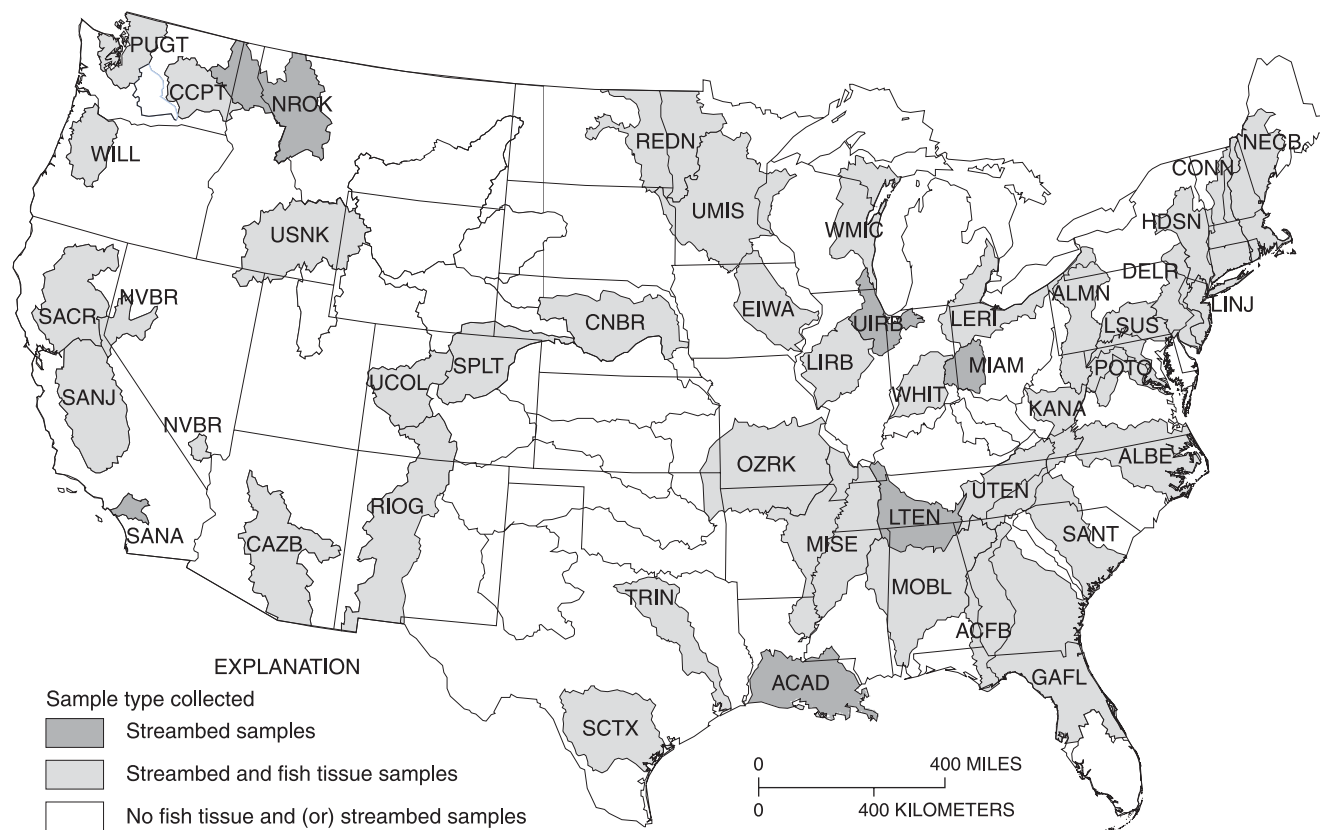 PUGT
CCPT
NROK
WILL
REDN
NECB
CONN
UMIS
HDSN
WMIC
USNK
DELR
NVBR
ALMN
LINJ
SACR
CNBR
EIWA
UIRB
LERI
LSUS
SPLT
LIRB
MIAM
POTO
UCOL
SANJ
WHIT
KANA
NVBR
OZRK
ALBE
UTEN
RIOG
LTEN
SANA
CAZB
MISE
SANT
MOBL
TRIN
ACFB
GAFL
ACAD
SCTX
EXPLANATION
Sample type collected
Streambed samples
Streambed and fish tissue samples
No fish tissue and (or) streambed samples
0 400 MILES
0 400 KILOMETERS